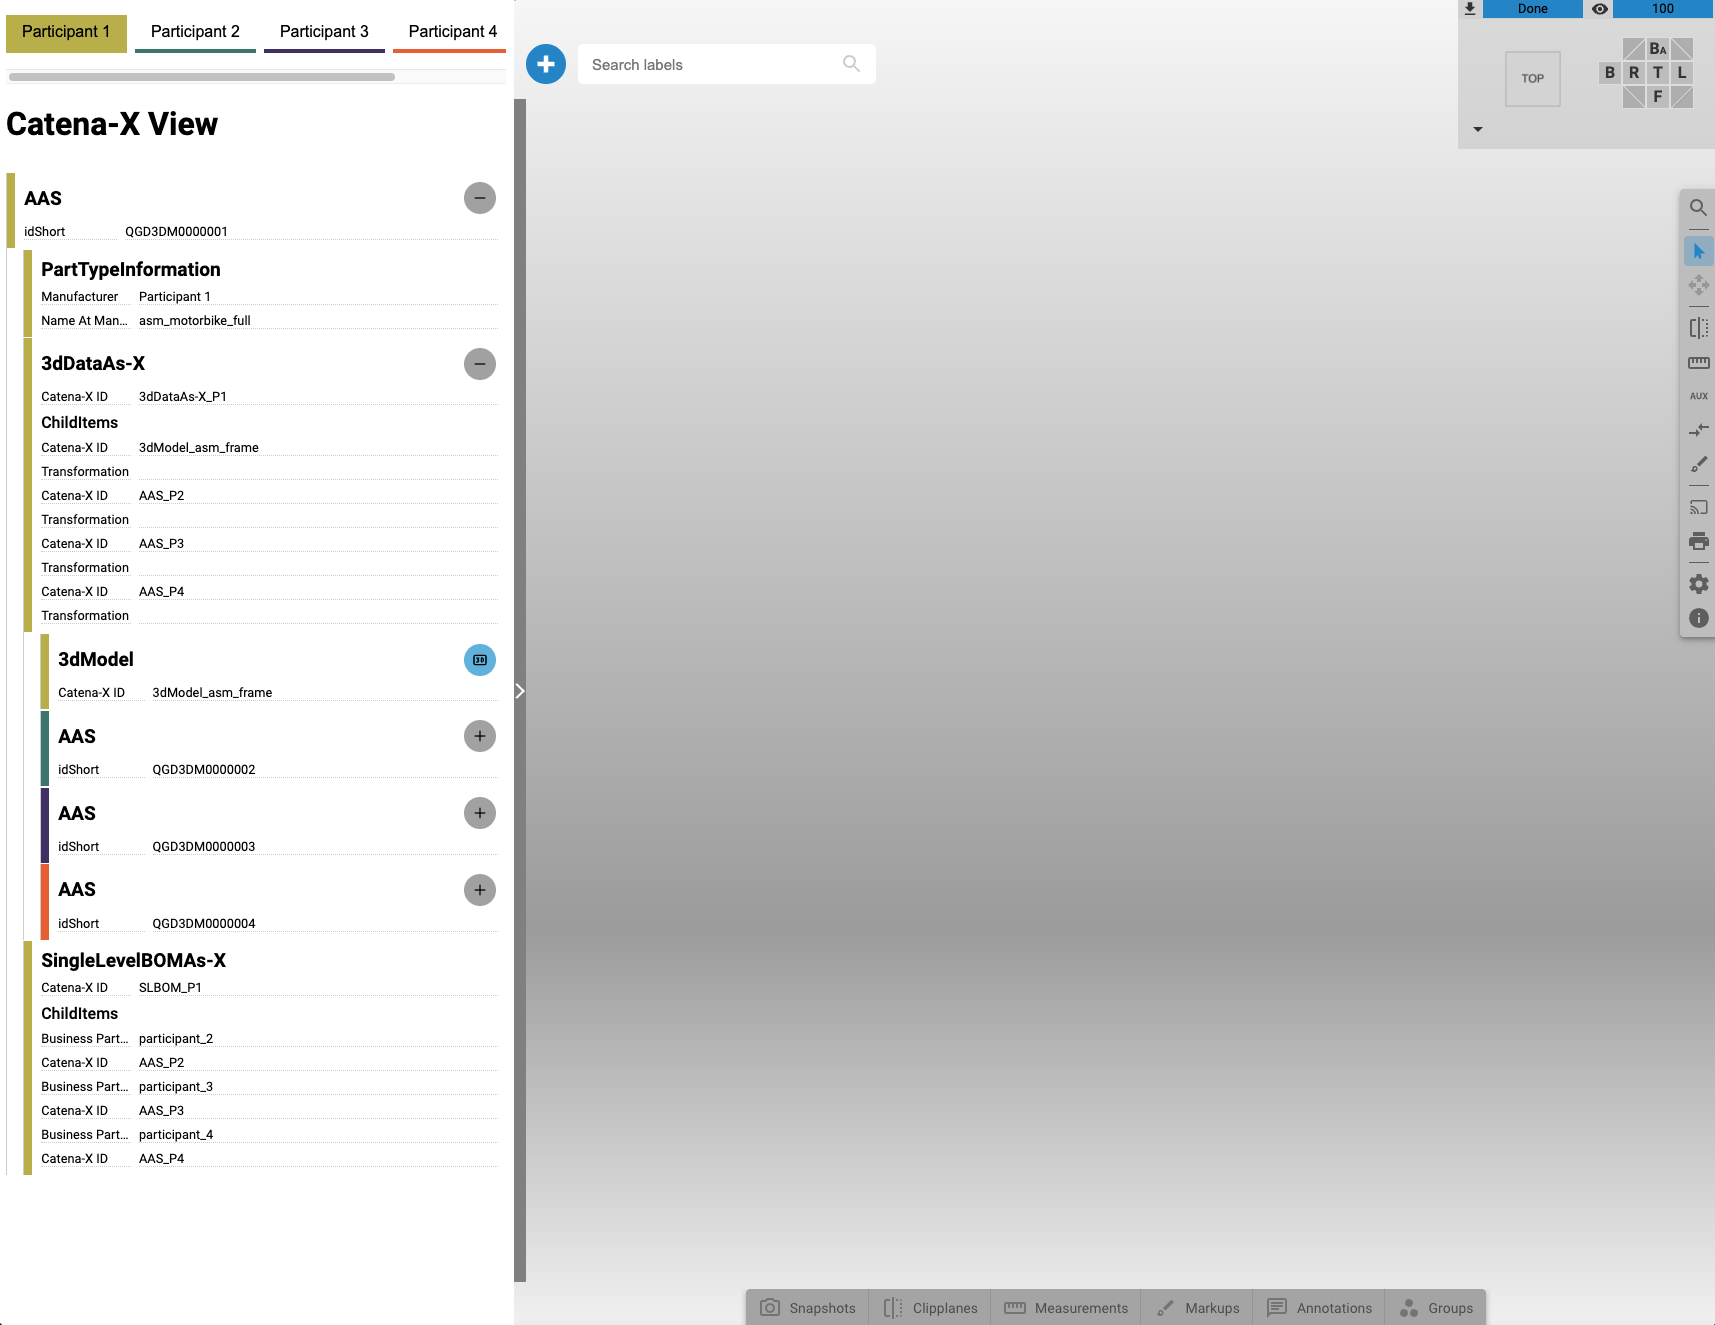 Participant 1 Participant 2 Participant 3 Participant 4
Catena-X View
AAS
idShort QGD3DM0000001
PartTypeInformation
Manufacturer Participant 1
Name At Man... asm_motorbike_full
3dDataAs-X
Catena-X ID 3dDataAs-X_P1
ChildItems
Catena-X ID 3dModel_asm_frame
Transformation
Catena-X ID AAS_P2
Transformation
Catena-X ID AAS_P3
Transformation
Catena-X ID AAS_P4
Transformation
3dModel
3D
Catena-X ID 3dModel_asm_frame
AAS
idShort QGD3DM0000002
AAS
idShort QGD3DM0000003
AAS
idShort QGD3DM0000004
SingleLevelBOMAs-X
Catena-X ID SLBOM_P1
ChildItems
Business Part... participant_2
Catena-X ID AAS_P2
Business Part... participant_3
Catena-X ID AAS_P3
Business Part... participant_4
Catena-X ID AAS_P4
Search labels
Done 100
TOP
BA
B R T L
F
AUX
Snapshots Clipplanes Measurements Markups Annotations Groups